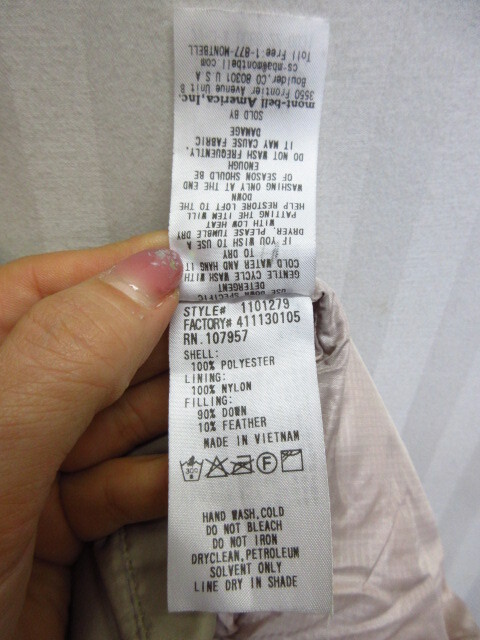 USE DOWN SPECIFIC
DETERGENT
GENTLE CYCLE WITH
COLD WATER AND HANG
TO DRY
IF YOU WISH TO USE A
DRYER, PLEASE TUMBLE DRY
WITH LOW HEAT
PATTING THE ITEM WILL
HELP RESTORE LOFT TO THE
DOWN
WASHING ONLY AT THE END
OF SEASON SHOULD BE
ENOUGH
DO NOT WASH FREQUENTLY,
IT MAY CAUSE FABRIC
DAMAGE
SOLD BY
mont-bell America,Inc.
3550 Frontier Avenue Unit B
Boulder,CO 80301 U.S.A
cs-nba@montbell.com
Toll Free:1-877-MONTBELL
STYLE# 1101279
FACTORY# 411130105
RN.107957
SHELL:
100% POLYESTER
LINING:
100% NYLON
FILLING:
90% DOWN
10% FEATHER
MADE IN VIETNAM
HAND WASH,COLD
DO NOT BLEACH
DO NOT IRON
DRYCLEAN,PETROLEUM
SOLVENT ONLY
LINE DRY IN SHADE